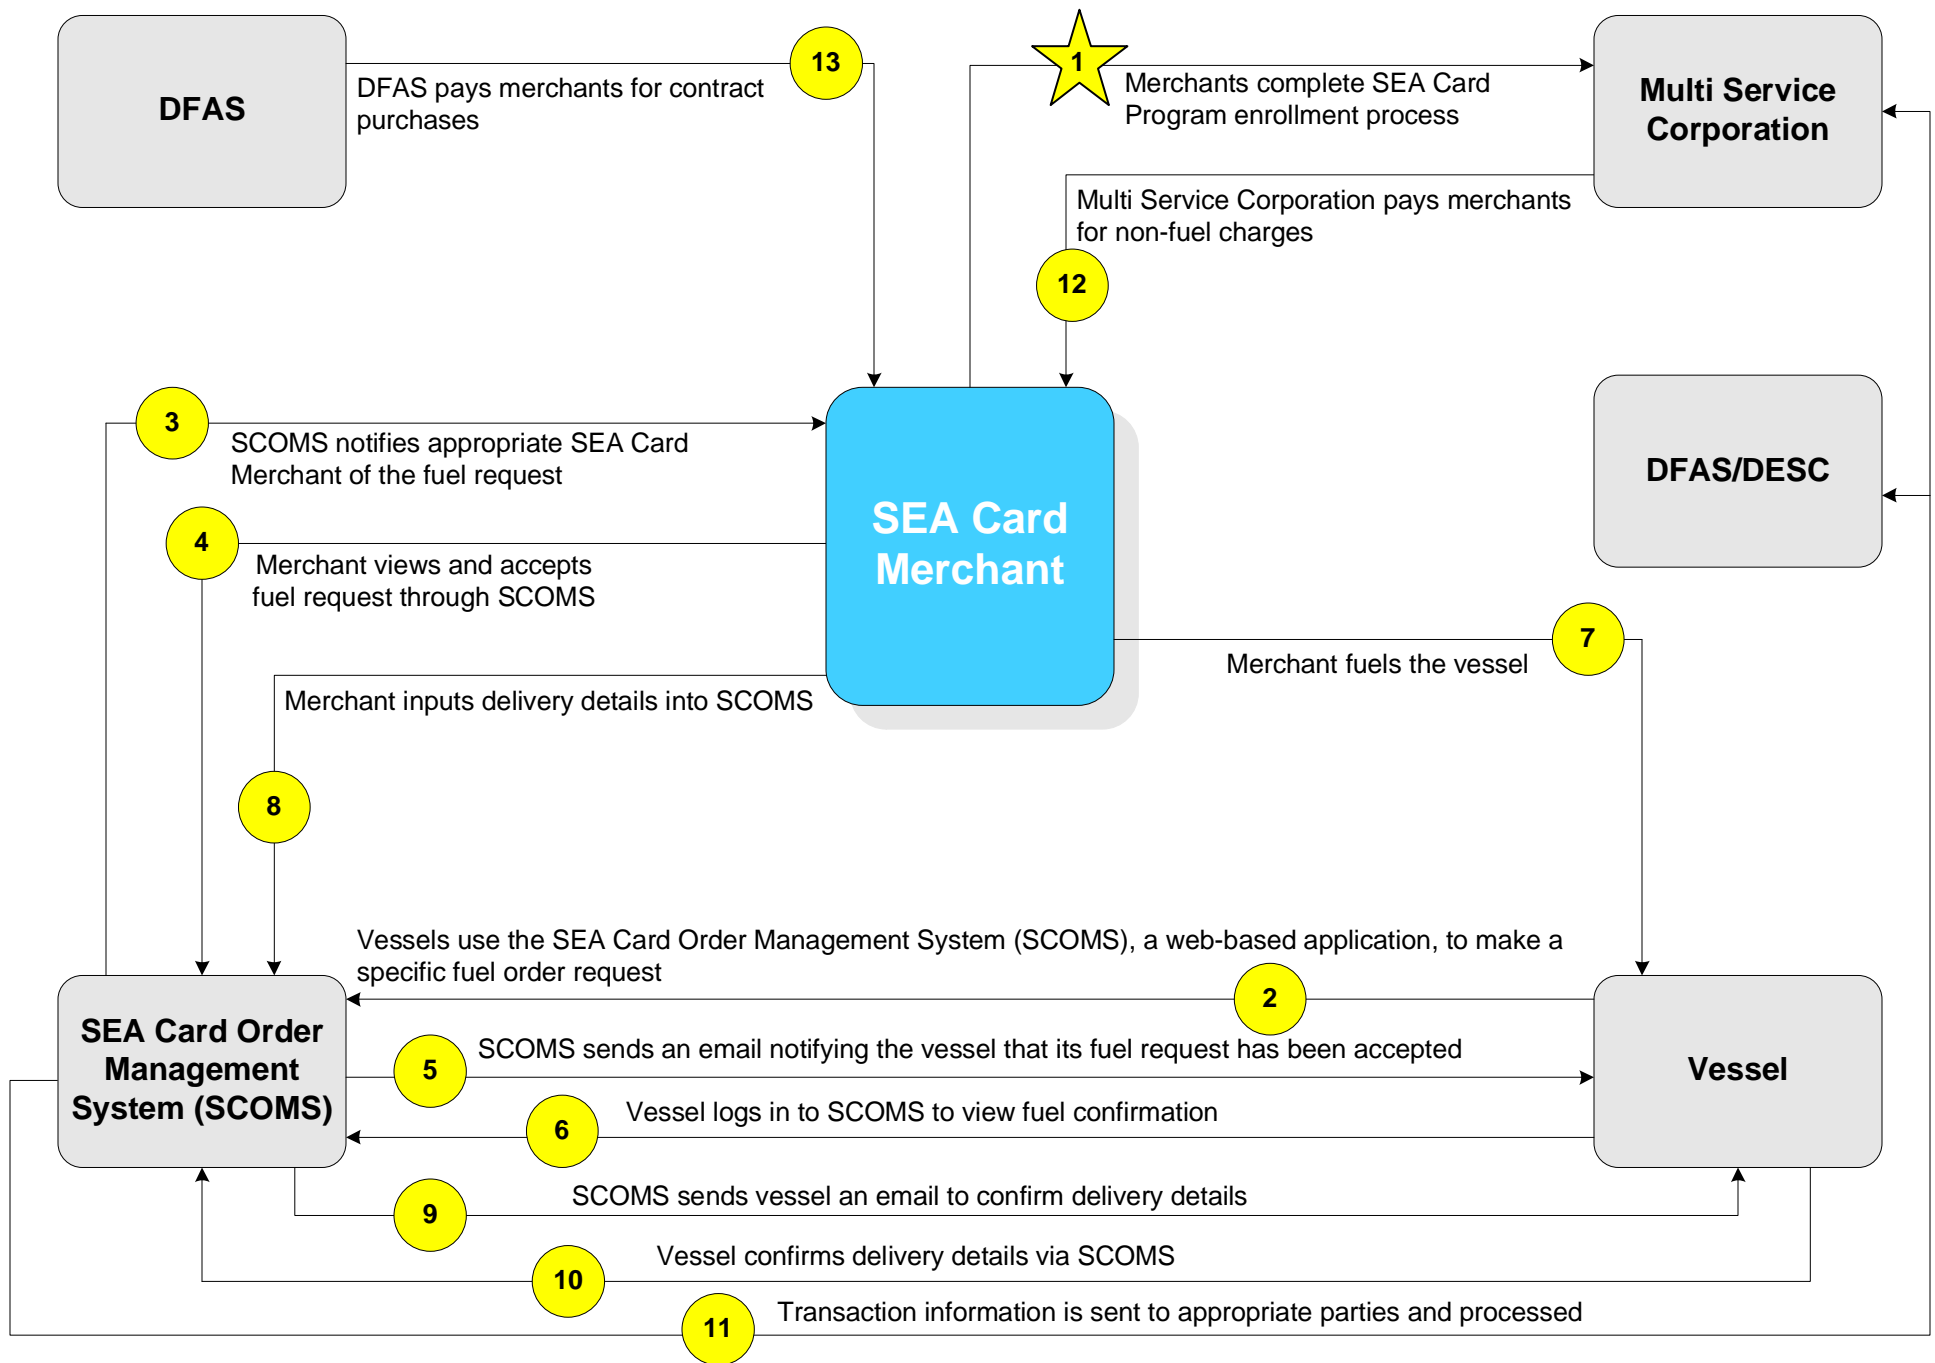 DFAS
13
DFAS pays merchants for contract
purchases
1
Merchants complete SEA Card
Program enrollment process
Multi Service
Corporation
Multi Service Corporation pays merchants
for non-fuel charges
12
3
SCOMS notifies appropriate SEA Card
Merchant of the fuel request
DFAS/DESC
SEA Card
Merchant
4
Merchant views and accepts
fuel request through SCOMS
7
Merchant fuels the vessel
Merchant inputs delivery details into SCOMS
8
Vessels use the SEA Card Order Management System (SCOMS), a web-based application, to make a
specific fuel order request
2
SEA Card Order
Management
System (SCOMS)
SCOMS sends an email notifying the vessel that its fuel request has been accepted
5
Vessel
Vessel logs in to SCOMS to view fuel confirmation
6
SCOMS sends vessel an email to confirm delivery details
9
Vessel confirms delivery details via SCOMS
10
Transaction information is sent to appropriate parties and processed
11